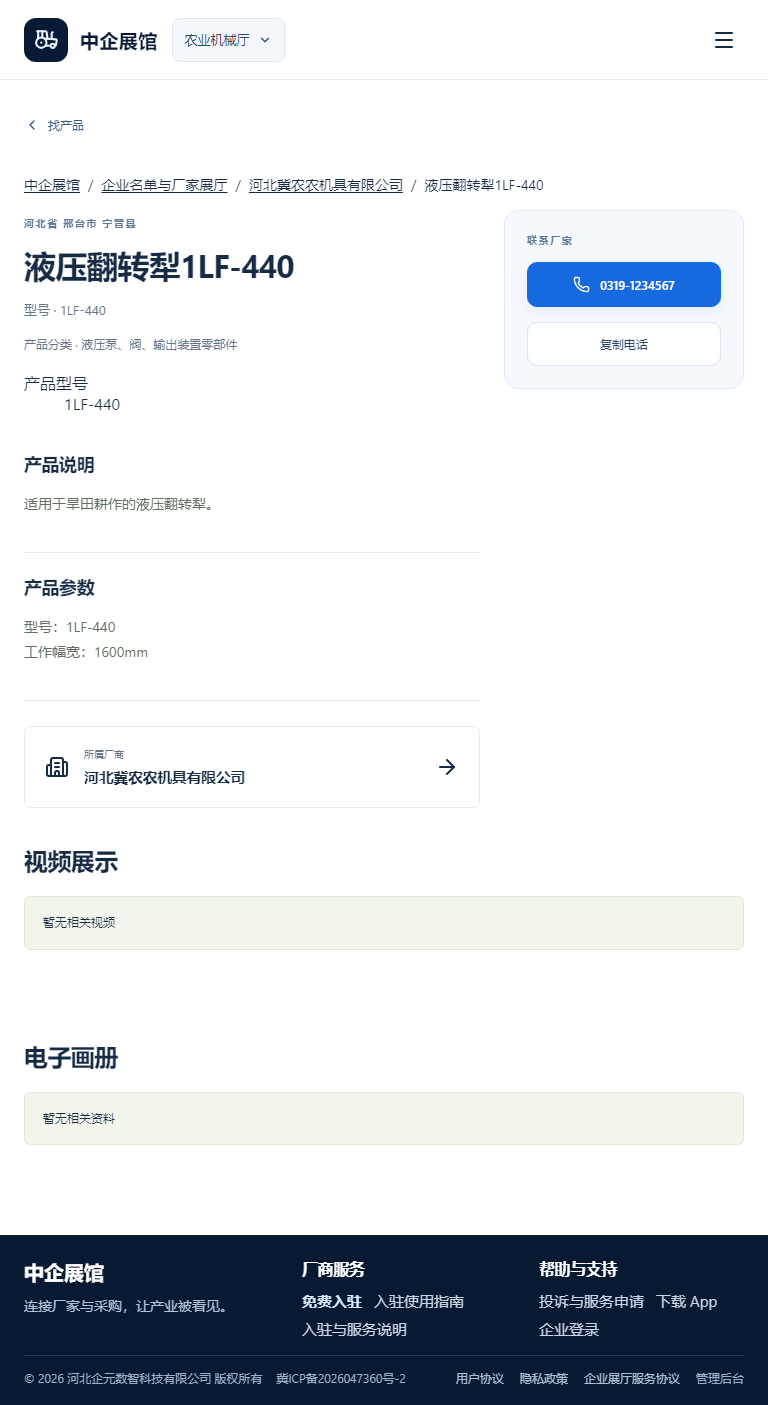 中企展馆
农业机械厅
找产品
中企展馆 / 企业名单与厂家展厅 / 河北冀农农机具有限公司 / 液压翻转犁1LF-440
河北省 邢台市 宁晋县
液压翻转犁1LF-440
型号 · 1LF-440
产品分类 · 液压泵、阀、输出装置零部件
产品型号
1LF-440
联系厂家
0319-1234567
复制电话
产品说明
适用于旱田耕作的液压翻转犁。
产品参数
型号：1LF-440
工作幅宽：1600mm
所属厂商
河北冀农农机具有限公司
视频展示
暂无相关视频
电子画册
暂无相关资料
中企展馆
连接厂家与采购，让产业被看见。
厂商服务
免费入驻 入驻使用指南
入驻与服务说明
帮助与支持
投诉与服务申请 下载 App
企业登录
© 2026 河北企元数智科技有限公司 版权所有 冀ICP备2026047360号-2
用户协议 隐私政策 企业展厅服务协议 管理后台